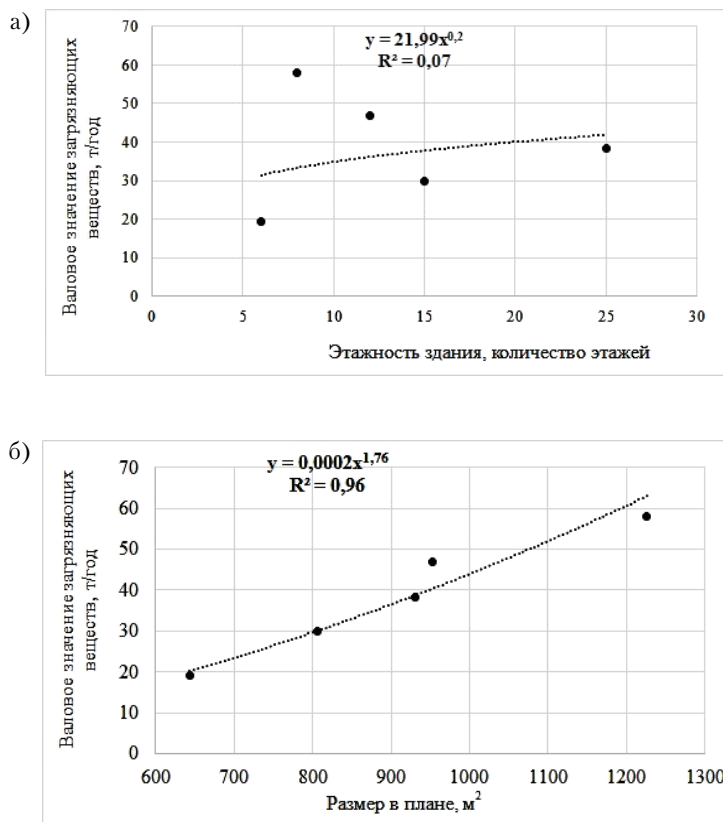 а)
y = 21,99x^0,2
R² = 0,07
Валовое значение загрязняющих
веществ, т/год
70
60
50
40
30
20
10
0
0 5 10 15 20 25 30
Этажность здания, количество этажей
б)
y = 0,0002x^1,76
R² = 0,96
Валовое значение загрязняющих
веществ, т/год
70
60
50
40
30
20
10
0
600 700 800 900 1000 1100 1200 1300
Размер в плане, м²